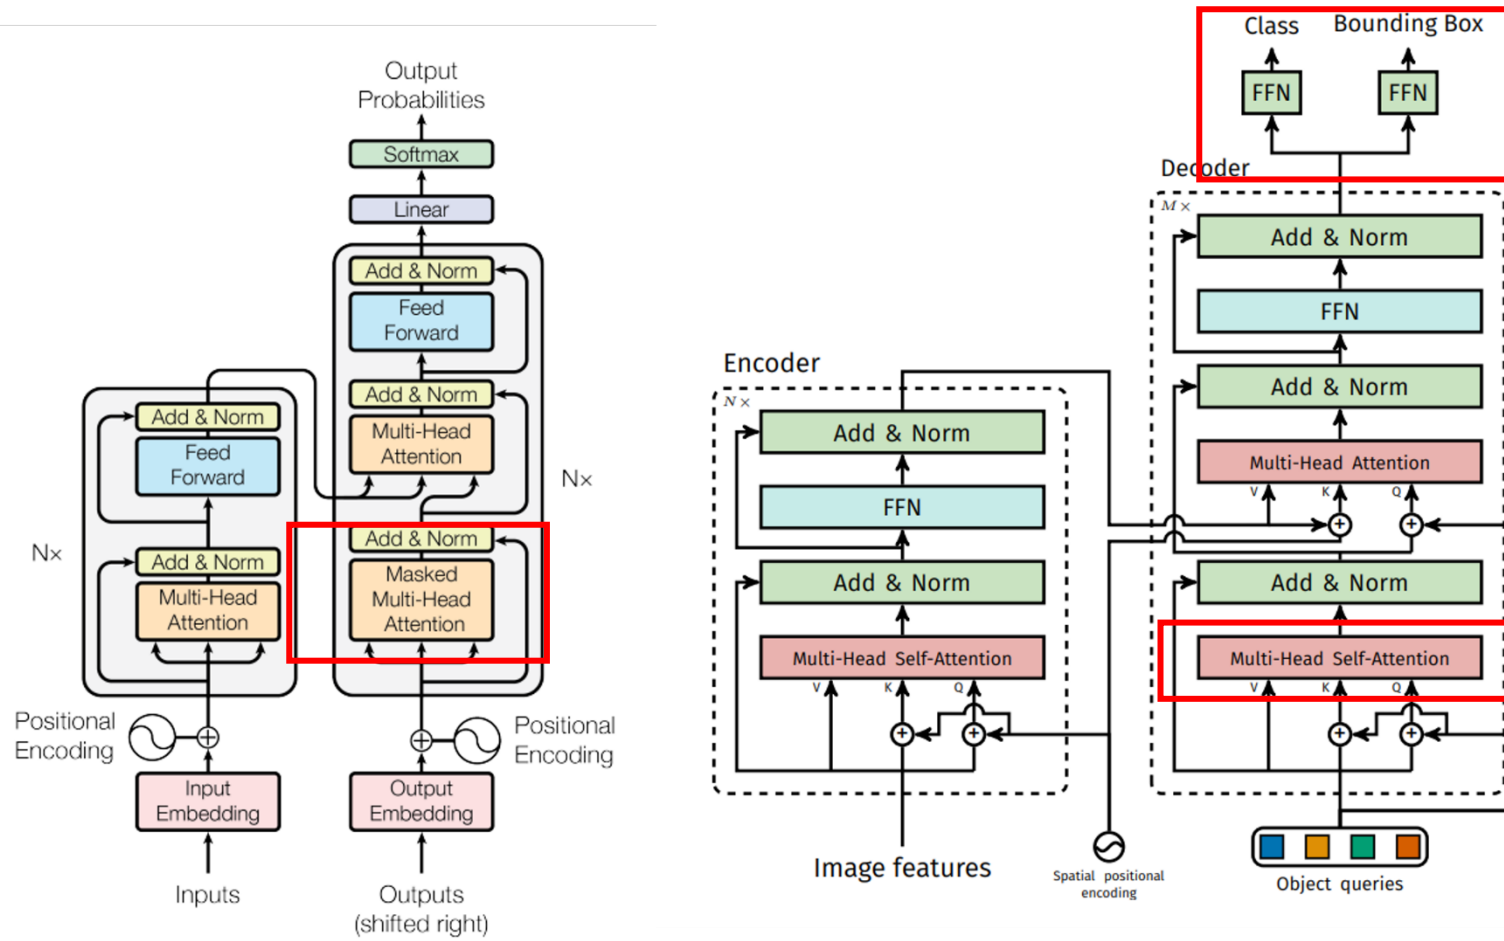 Output
Probabilities
Softmax
Linear
Add & Norm
Feed
Forward
Add & Norm
Multi-Head
Attention
Nx
Add & Norm
Masked
Multi-Head
Attention
Add & Norm
Feed
Forward
Nx
Add & Norm
Multi-Head
Attention
Positional
Encoding
Positional
Encoding
Input
Embedding
Output
Embedding
Inputs
Outputs
(shifted right)
Class
Bounding Box
FFN
FFN
Decoder
M×
Add & Norm
FFN
Add & Norm
Multi-Head Attention
V
K
Q
+
+
Add & Norm
Multi-Head Self-Attention
V
K
Q
+
+
Object queries
Encoder
N×
Add & Norm
FFN
Add & Norm
Multi-Head Self-Attention
V
K
Q
+
+
Image features
Spatial positional
encoding